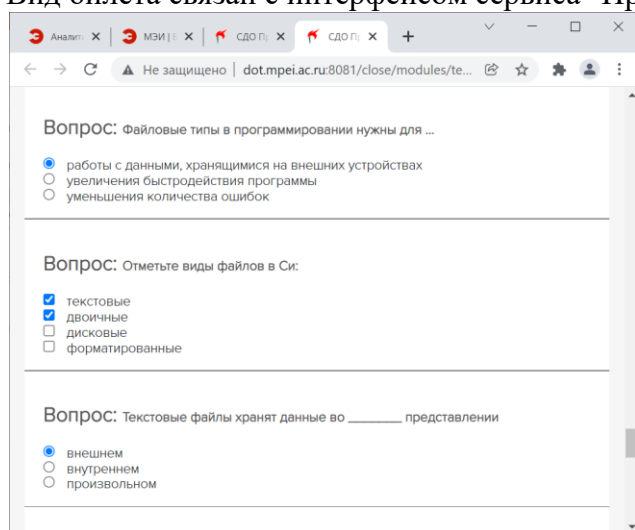 Вид билета связан с интерфейсом сервиса "Пр
Аналити МЭИ | Е СДО Пр СДО Пр
Не защищено | dot.mpei.ac.ru:8081/close/modules/te...
Вопрос: Файловые типы в программировании нужны для ...
работы с данными, хранящимися на внешних устройствах
увеличения быстродействия программы
уменьшения количества ошибок
Вопрос: Отметьте виды файлов в Си:
текстовые
двоичные
дисковые
форматированные
Вопрос: Текстовые файлы хранят данные во ________ представлении
внешнем
внутреннем
произвольном